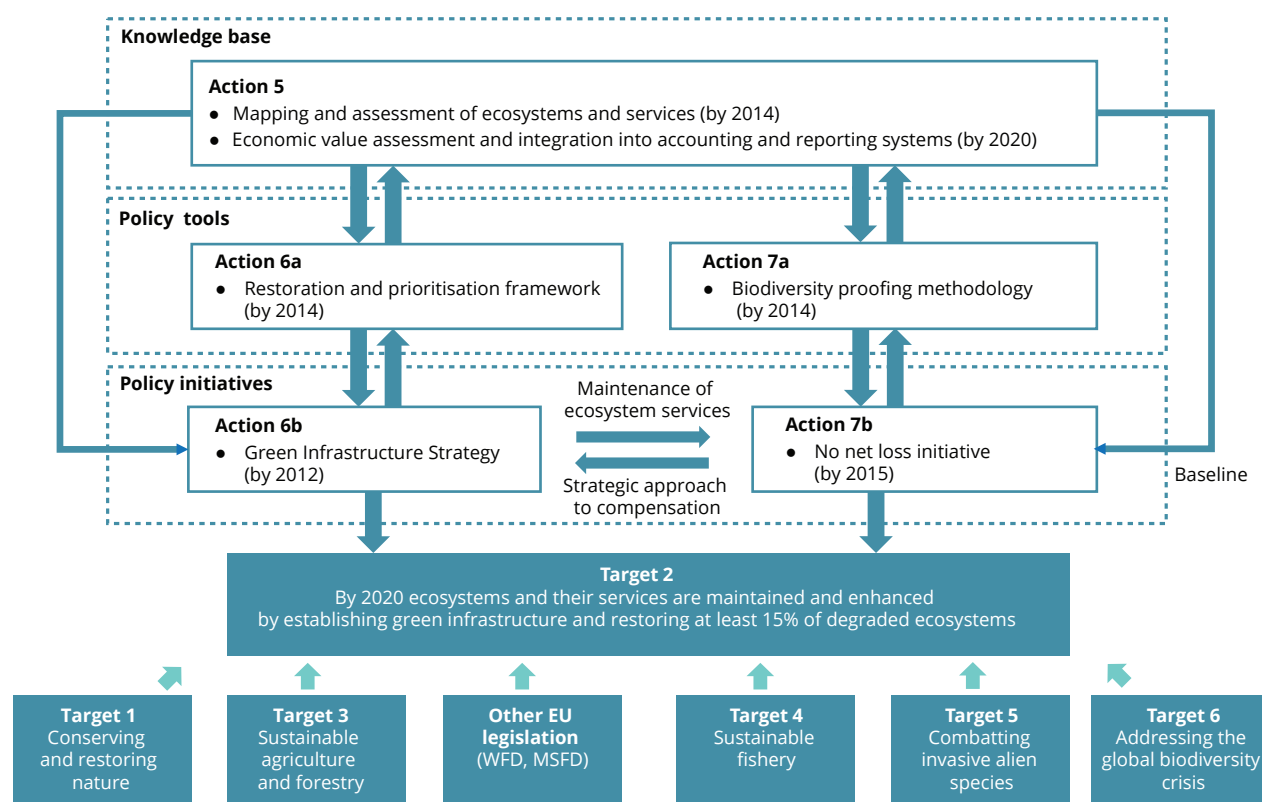 Knowledge base
Action 5
● Mapping and assessment of ecosystems and services (by 2014)
● Economic value assessment and integration into accounting and reporting systems (by 2020)
Policy tools
Action 6a
● Restoration and prioritisation framework
(by 2014)
Action 7a
● Biodiversity proofing methodology
(by 2014)
Policy initiatives
Action 6b
● Green Infrastructure Strategy
(by 2012)
Maintenance of
ecosystem services
Strategic approach
to compensation
Action 7b
● No net loss initiative
(by 2015)
Baseline
Target 2
By 2020 ecosystems and their services are maintained and enhanced
by establishing green infrastructure and restoring at least 15% of degraded ecosystems
Target 1
Conserving
and restoring
nature
Target 3
Sustainable
agriculture
and forestry
Other EU
legislation
(WFD, MSFD)
Target 4
Sustainable
fishery
Target 5
Combatting
invasive alien
species
Target 6
Addressing the
global biodiversity
crisis